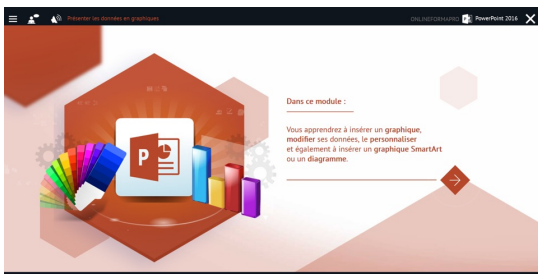 Présenter les données en graphiques
ONLINEFORMAPRO PowerPoint 2016
Dans ce module :
Vous apprendrez à insérer un graphique,
modifier ses données, le personnaliser
et également à insérer un graphique SmartArt
ou un diagramme.
P